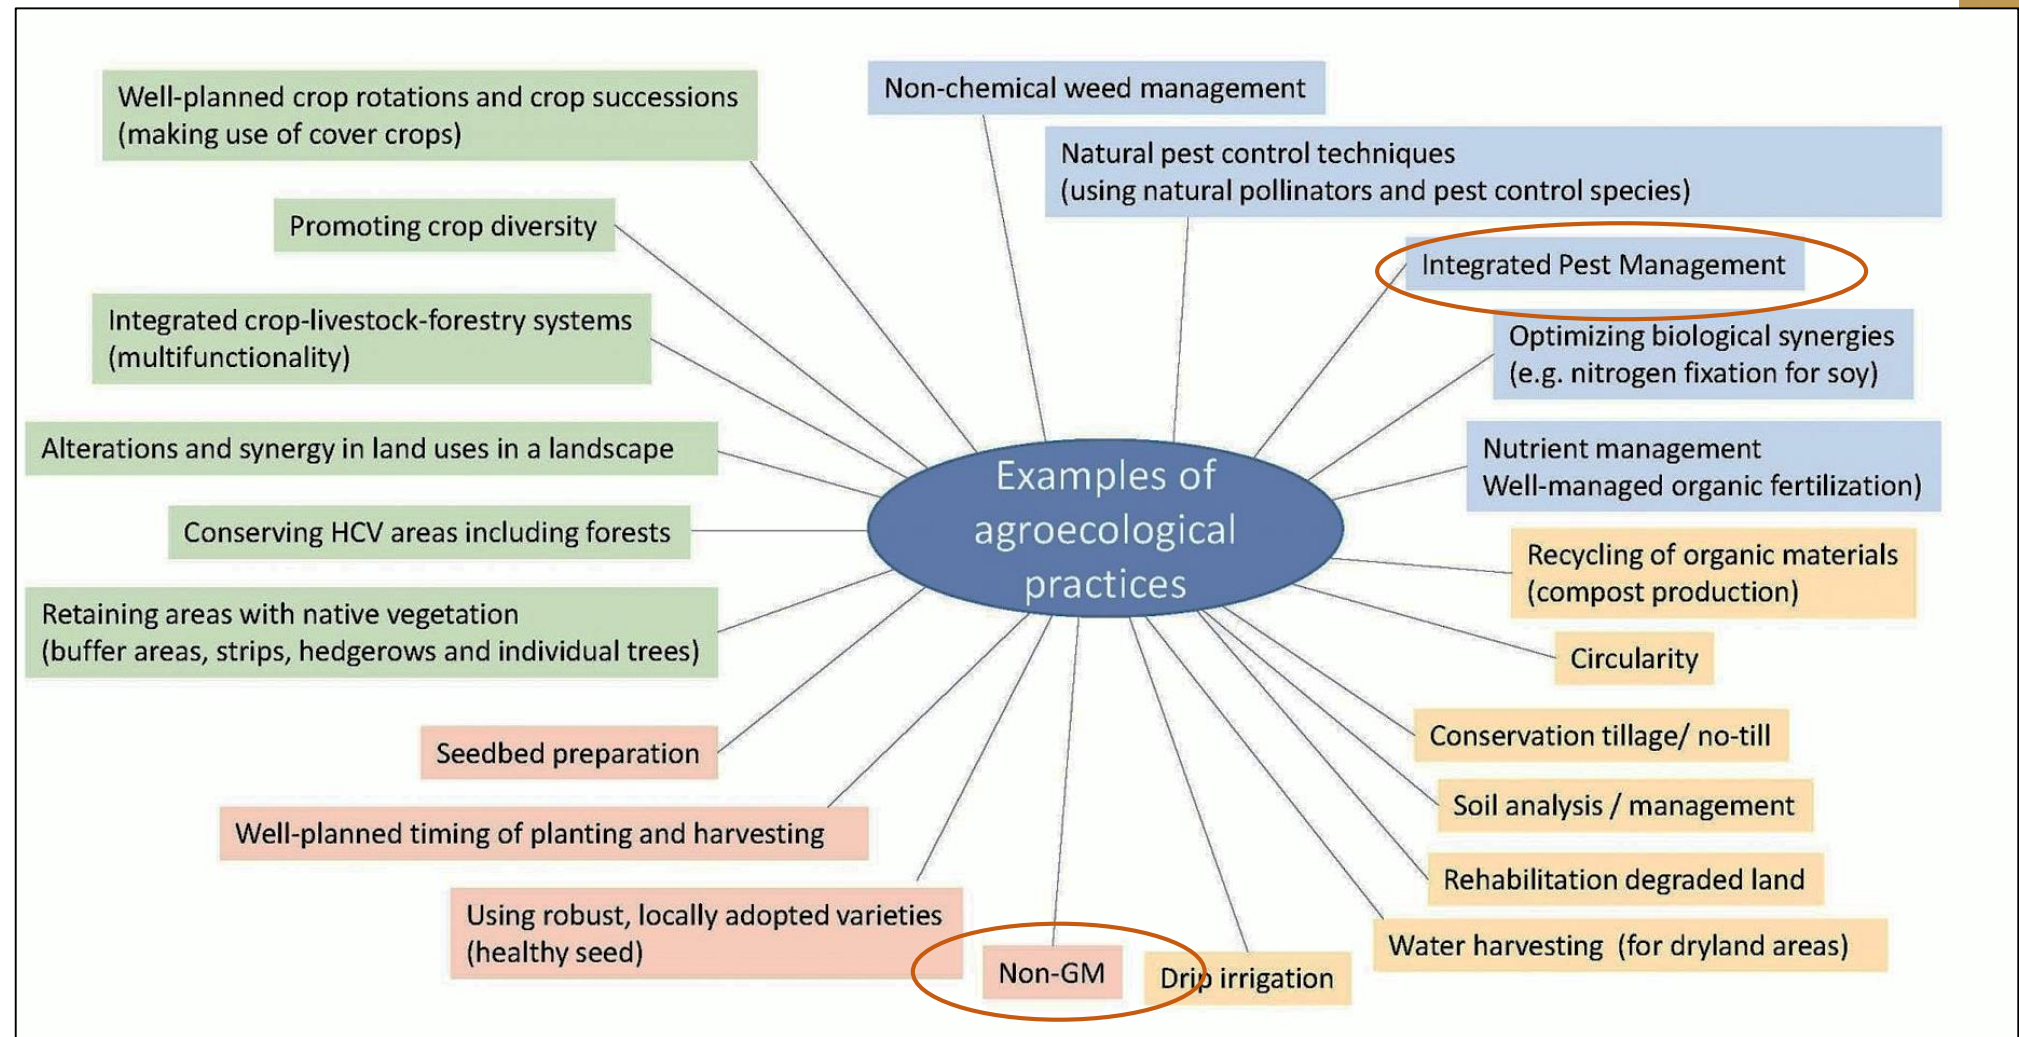 Well-planned crop rotations and crop successions
(making use of cover crops)
Promoting crop diversity
Integrated crop-livestock-forestry systems
(multifunctionality)
Alterations and synergy in land uses in a landscape
Conserving HCV areas including forests
Retaining areas with native vegetation
(buffer areas, strips, hedgerows and individual trees)
Seedbed preparation
Well-planned timing of planting and harvesting
Using robust, locally adopted varieties
(healthy seed)
Non-GM
Examples of
agroecological
practices
Non-chemical weed management
Natural pest control techniques
(using natural pollinators and pest control species)
Integrated Pest Management
Optimizing biological synergies
(e.g. nitrogen fixation for soy)
Nutrient management
Well-managed organic fertilization)
Recycling of organic materials
(compost production)
Circularity
Conservation tillage/ no-till
Soil analysis / management
Rehabilitation degraded land
Water harvesting (for dryland areas)
Drip irrigation